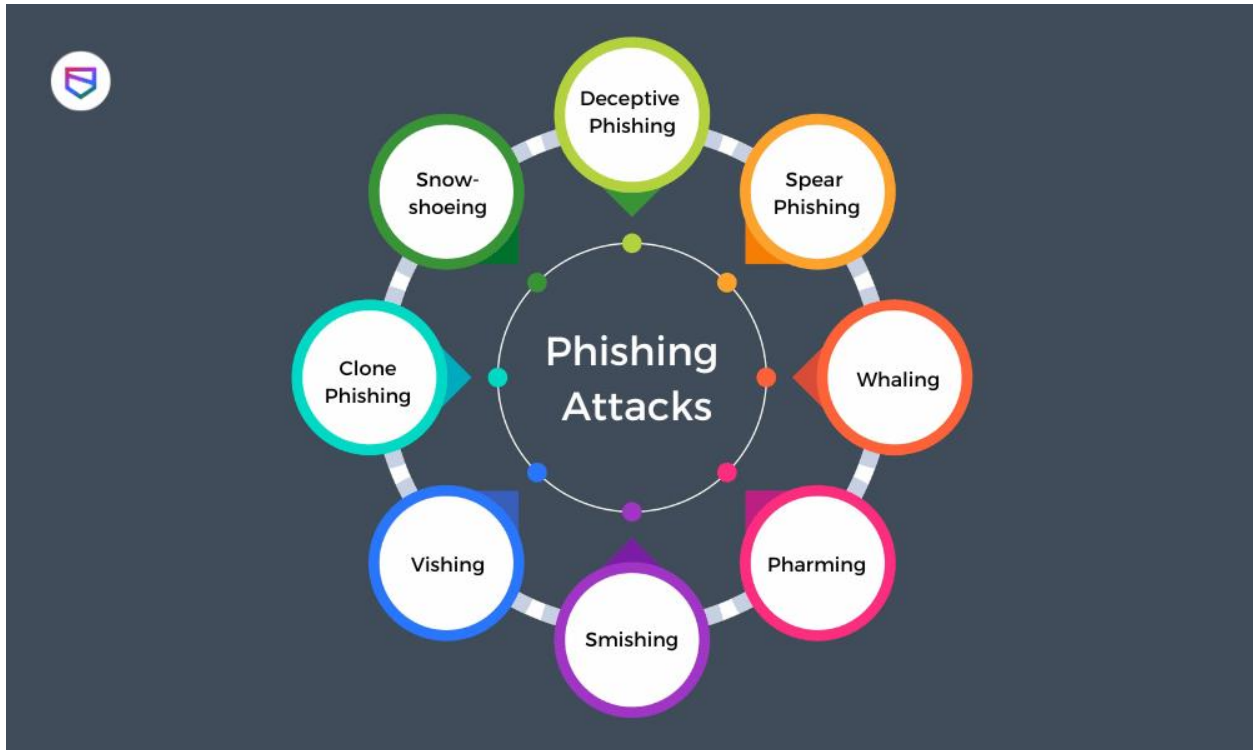 Deceptive
Phishing
Spear
Phishing
Whaling
Pharming
Smishing
Vishing
Clone
Phishing
Snow-
shoeing
Phishing
Attacks